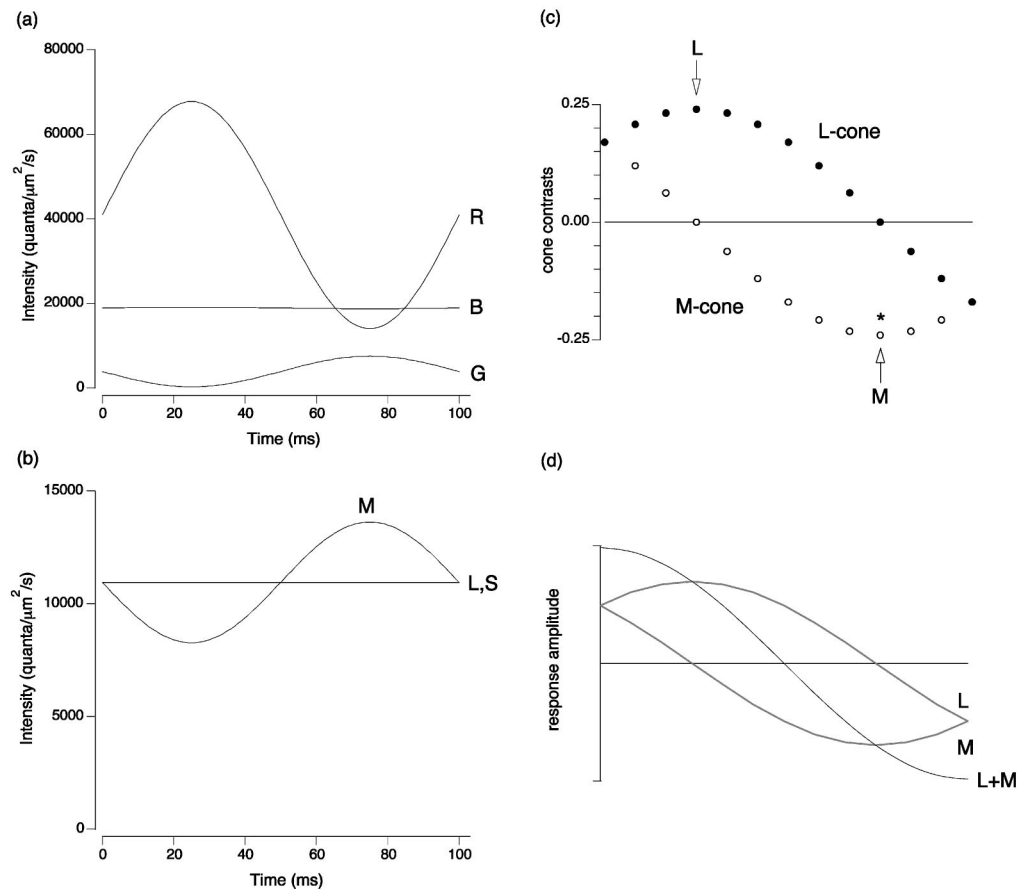 (a)
80000
60000
40000
20000
0
Intensity (quanta/μm²/s)
R
B
G
0 20 40 60 80 100
Time (ms)
(b)
15000
10000
5000
0
Intensity (quanta/μm²/s)
M
L,S
0 20 40 60 80 100
Time (ms)
(c)
L
0.25
0.00
-0.25
cone contrasts
L-cone
M-cone
*
M
(d)
response amplitude
L
M
L+M